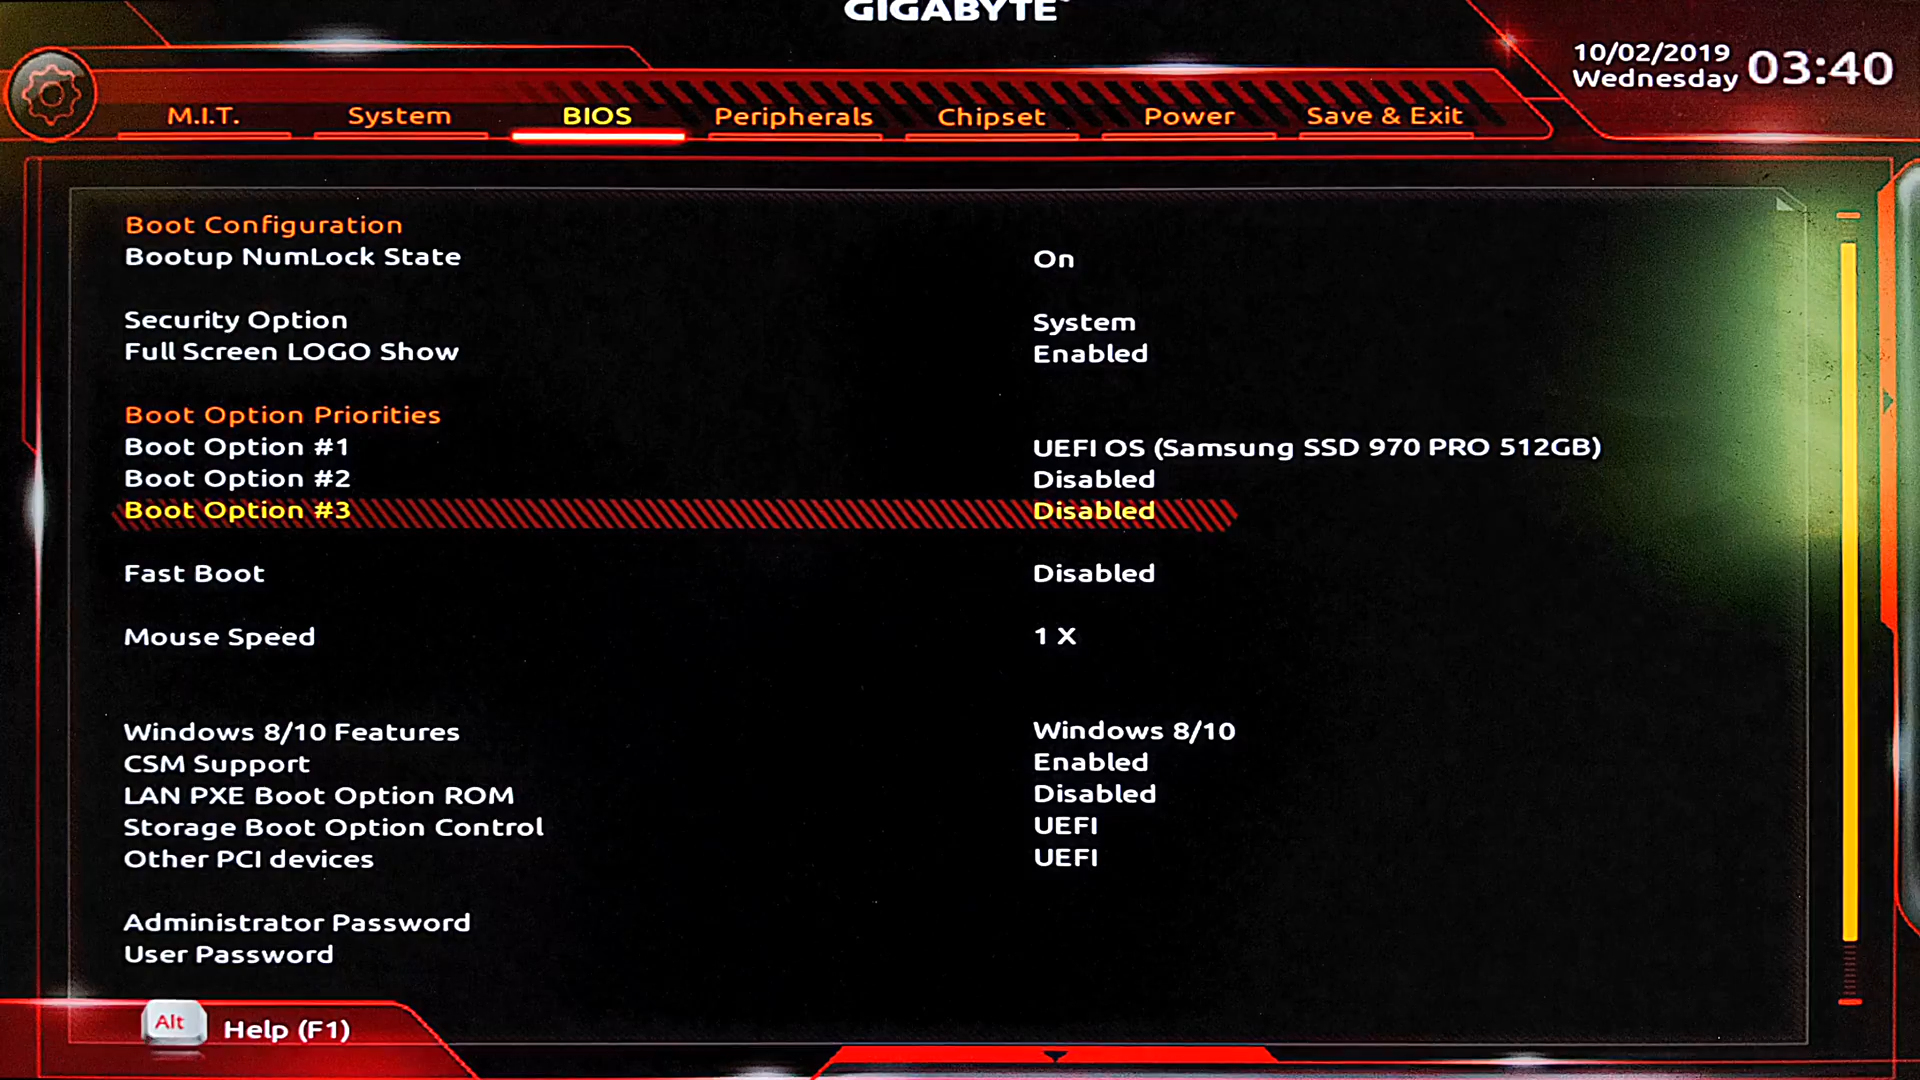 GIGABYTE
10/02/2019
Wednesday
03:40
M.I.T. System BIOS Peripherals Chipset Power Save & Exit
Boot Configuration
Bootup NumLock State On
Security Option System
Full Screen LOGO Show Enabled
Boot Option Priorities
Boot Option #1 UEFI OS (Samsung SSD 970 PRO 512GB)
Boot Option #2 Disabled
Boot Option #3 Disabled
Fast Boot Disabled
Mouse Speed 1 X
Windows 8/10 Features Windows 8/10
CSM Support Enabled
LAN PXE Boot Option ROM Disabled
Storage Boot Option Control UEFI
Other PCI devices UEFI
Administrator Password
User Password
Alt Help (F1)